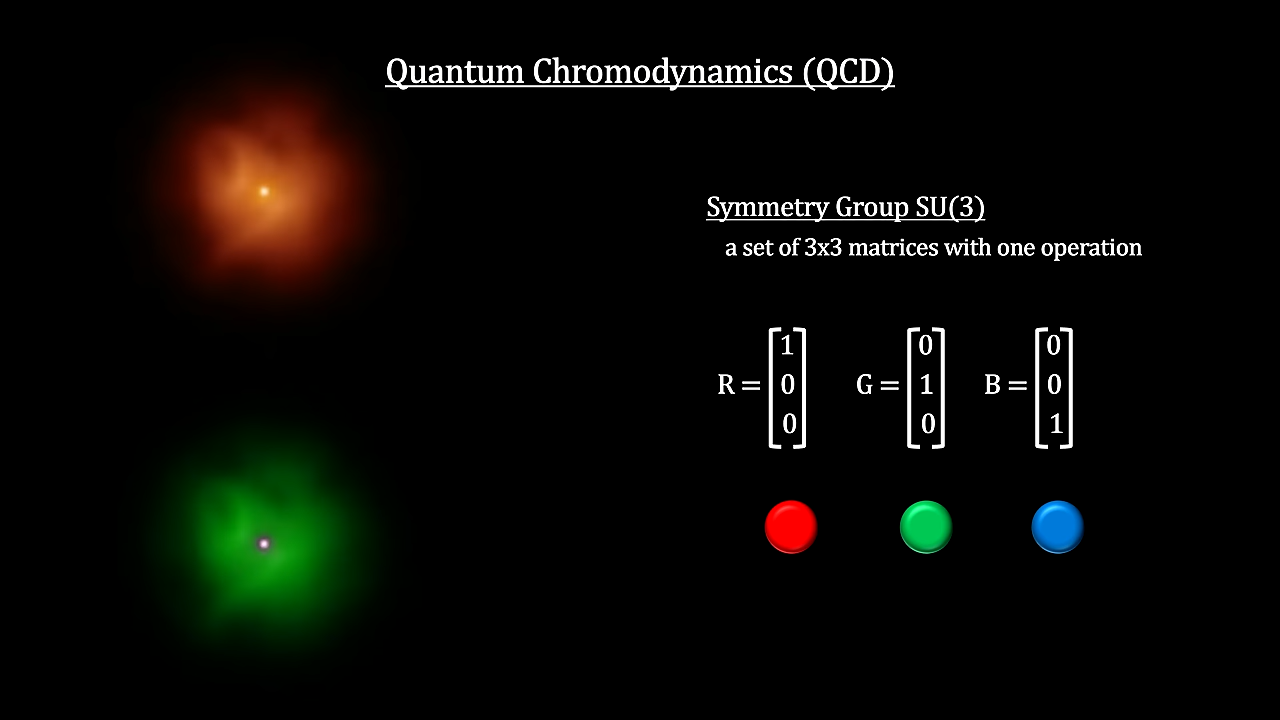 Quantum Chromodynamics (QCD)
Symmetry Group SU(3)
a set of 3x3 matrices with one operation
R = [1 0 0] G = [0 1 0] B = [0 0 1]